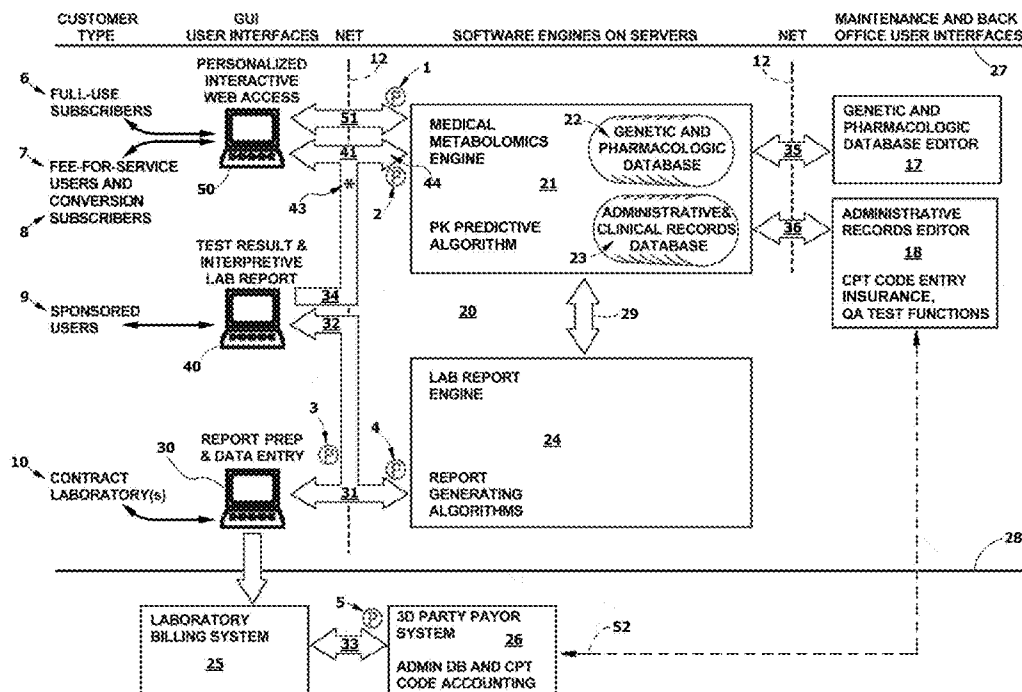 CUSTOMER TYPE
GUI USER INTERFACES
NET
SOFTWARE ENGINES ON SERVERS
NET
MAINTENANCE AND BACK OFFICE USER INTERFACES
12
12
27
6
FULL-USE SUBSCRIBERS
7
FEE-FOR-SERVICE USERS AND CONVERSION SUBSCRIBERS
8
PERSONALIZED INTERACTIVE WEB ACCESS
50
1
P
51
41
44
P
2
43
*
MEDICAL METABOLOMICS ENGINE
21
PK PREDICTIVE ALGORITHM
22
GENETIC AND PHARMACOLOGIC DATABASE
ADMINISTRATIVE & CLINICAL RECORDS DATABASE
23
35
36
GENETIC AND PHARMACOLOGIC DATABASE EDITOR
17
ADMINISTRATIVE RECORDS EDITOR
18
CPT CODE ENTRY INSURANCE, QA TEST FUNCTIONS
9
SPONSORED USERS
TEST RESULT & INTERPRETIVE LAB REPORT
40
34
32
20
29
LAB REPORT ENGINE
24
REPORT GENERATING ALGORITHMS
10
CONTRACT LABORATORY(s)
30
REPORT PREP & DATA ENTRY
3
P
4
P
31
28
LABORATORY BILLING SYSTEM
25
5
P
33
3D PARTY PAYOR SYSTEM
26
ADMIN DB AND CPT CODE ACCOUNTING
52